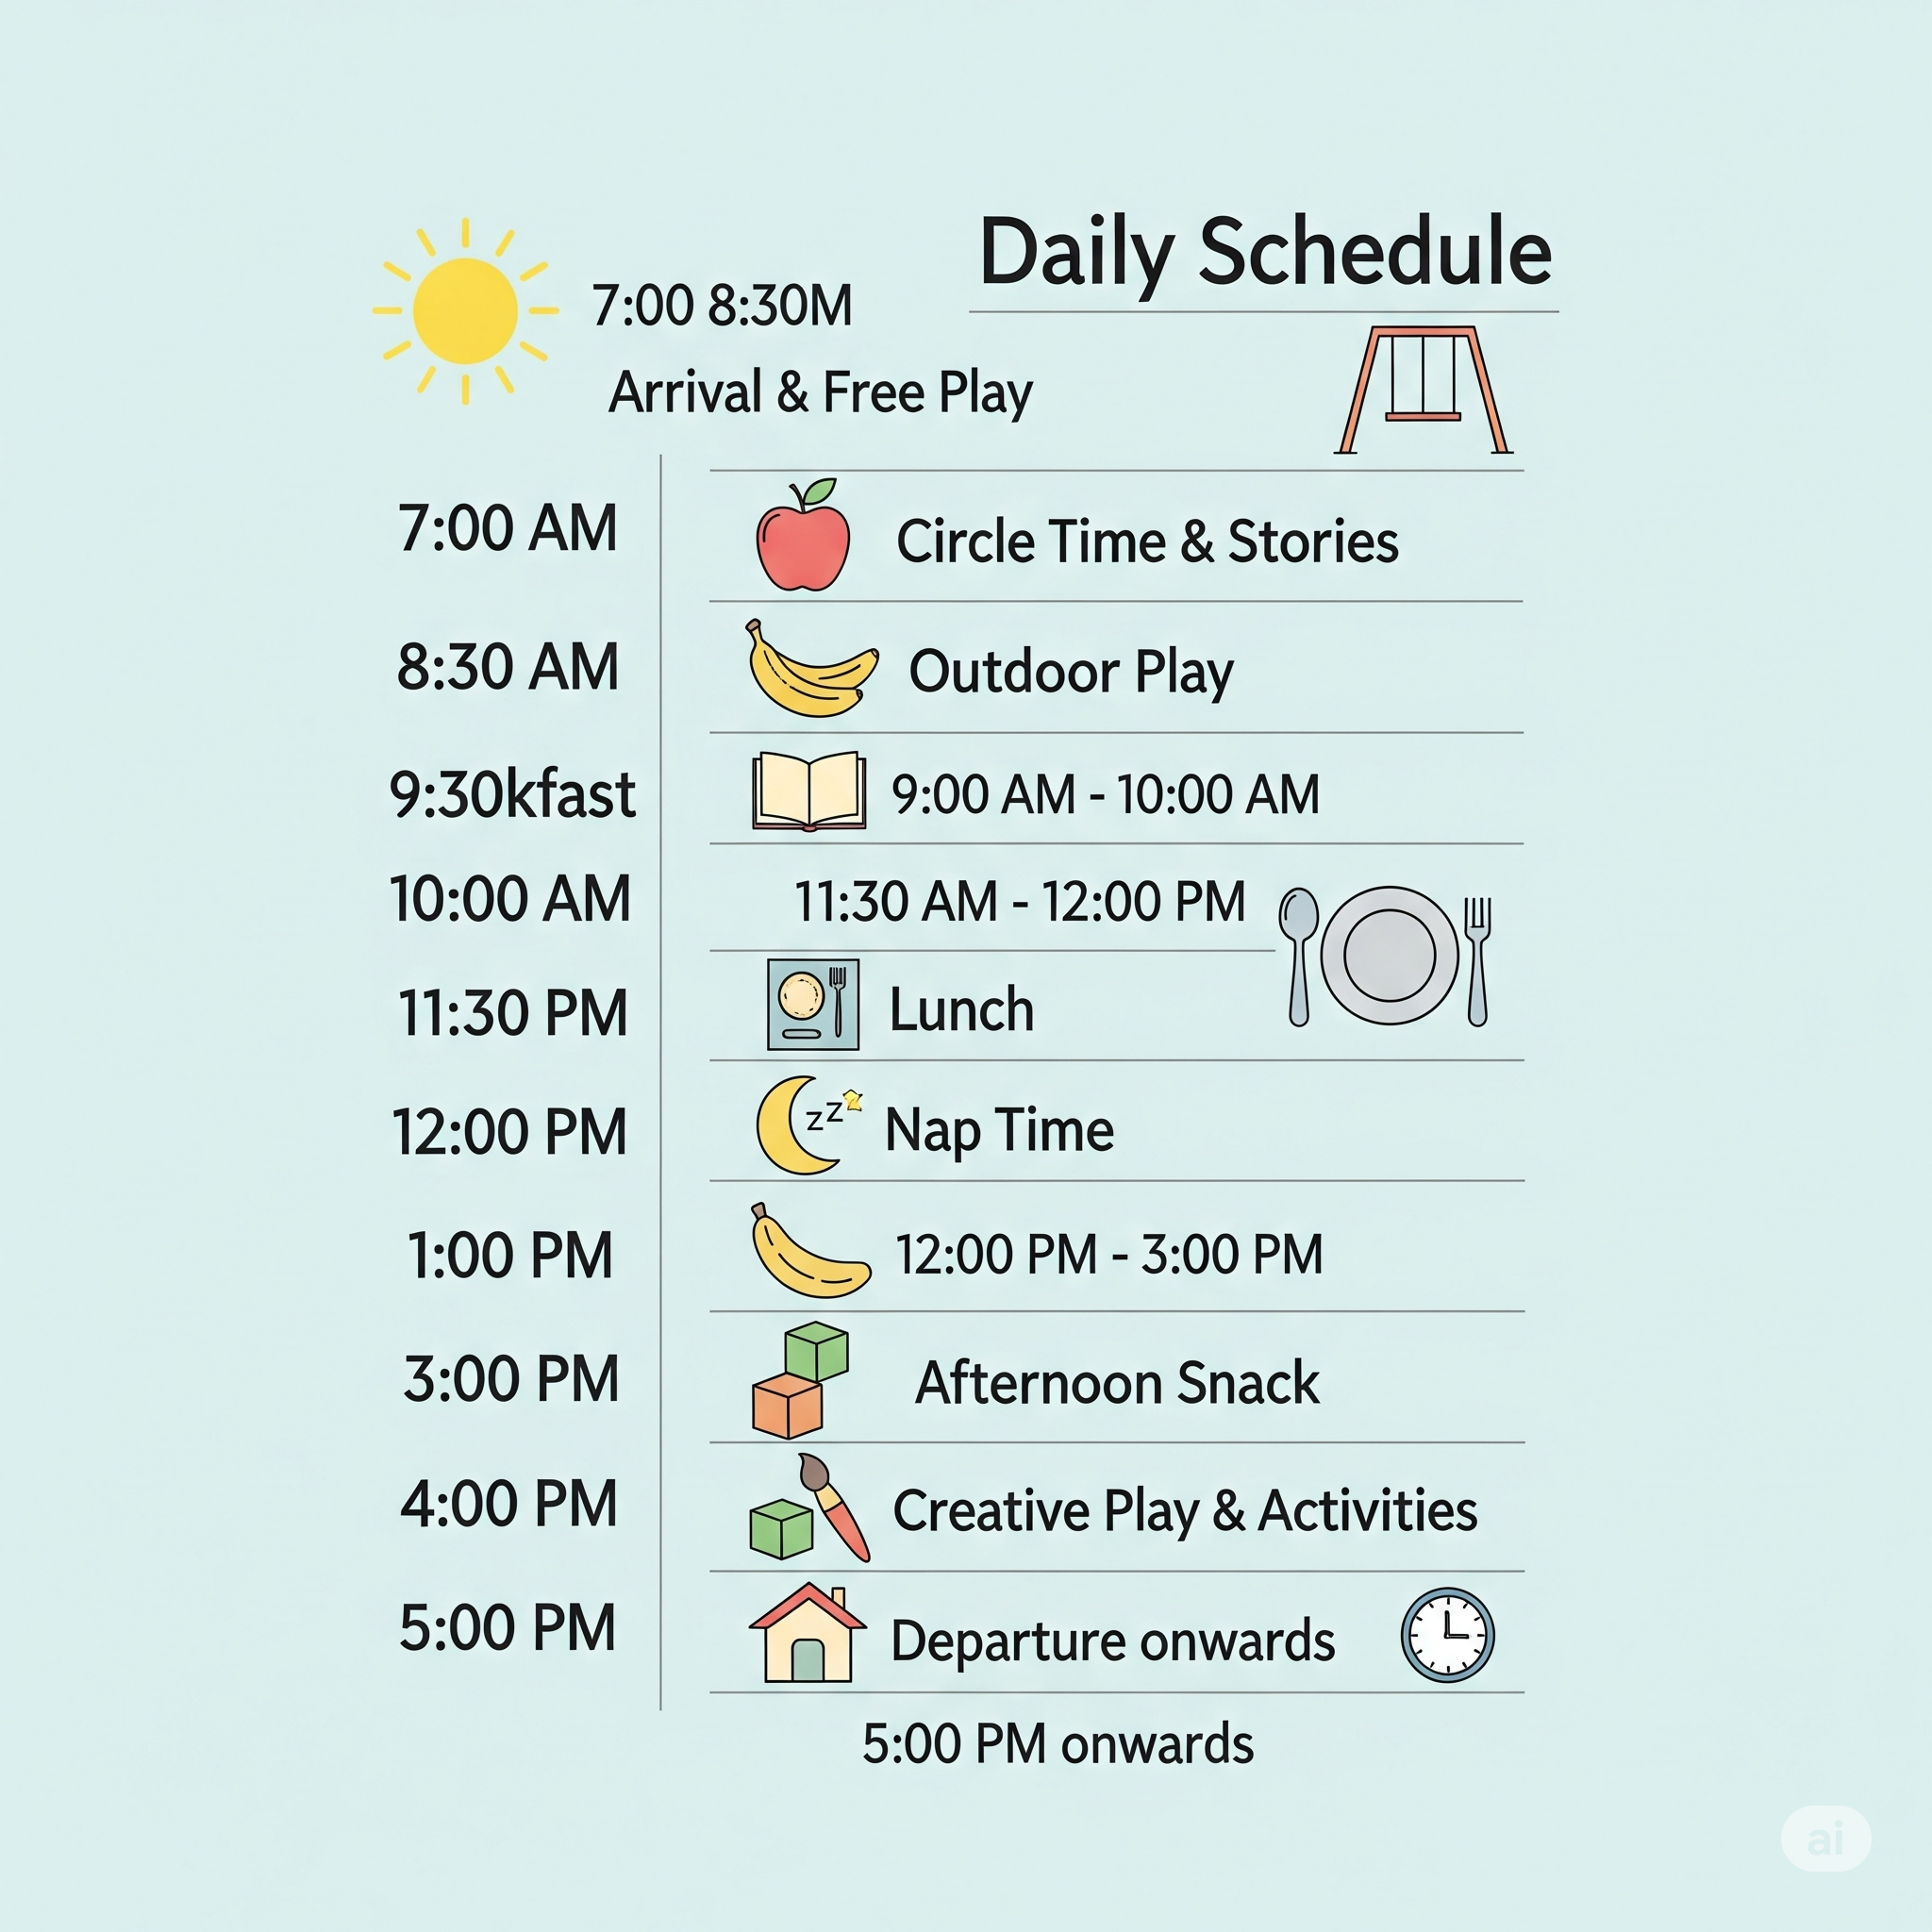 Daily Schedule
7:00 8:30M
Arrival & Free Play
7:00 AM
Circle Time & Stories
8:30 AM
Outdoor Play
9:30kfast
9:00 AM - 10:00 AM
10:00 AM
11:30 AM - 12:00 PM
11:30 PM
Lunch
12:00 PM
zz
Nap Time
1:00 PM
12:00 PM - 3:00 PM
3:00 PM
Afternoon Snack
4:00 PM
Creative Play & Activities
5:00 PM
Departure onwards
5:00 PM onwards
ai